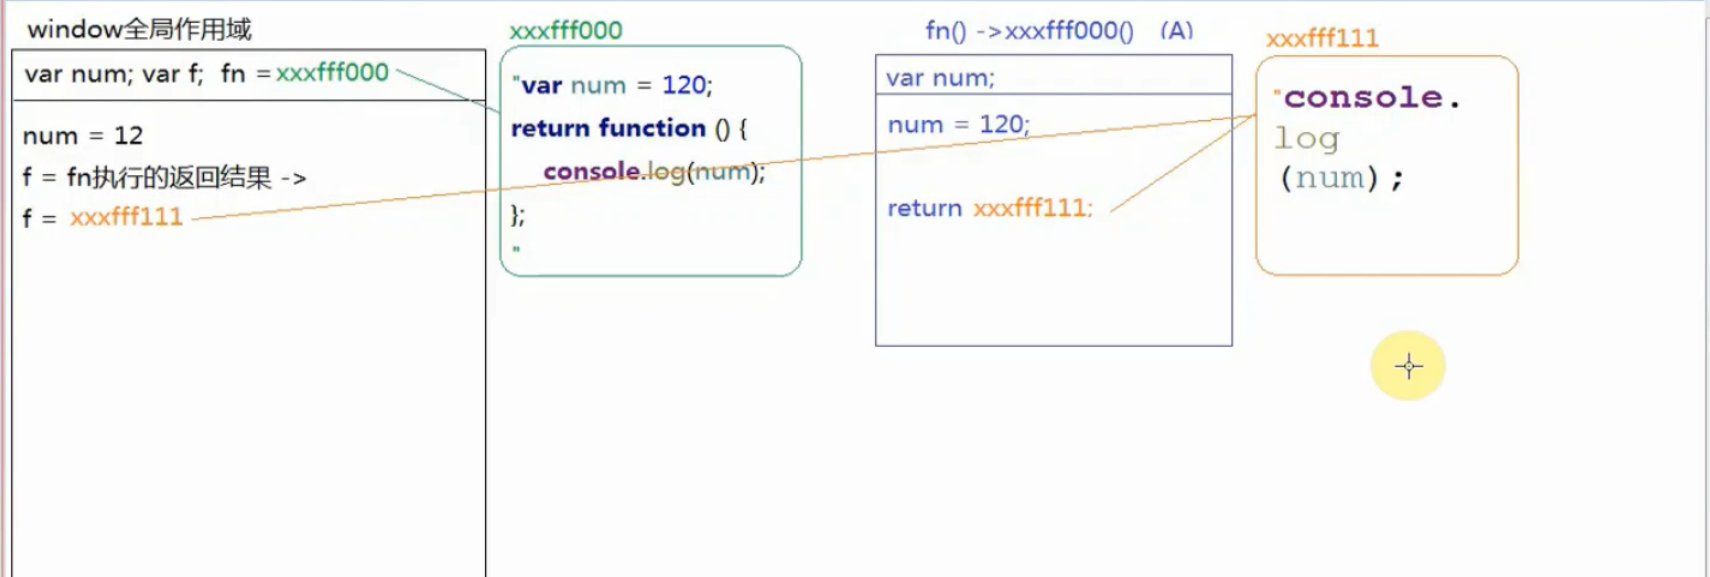 window全局作用域
var num; var f; fn =xxxfff000
num = 12
f = fn执行的返回结果 ->
f = xxxfff111
xxxfff000
"var num = 120;
return function () {
console.log(num);
};
"
fn() ->xxxfff000() (A)
var num;
num = 120;
return xxxfff111;
xxxfff111
"console.
log
(num);